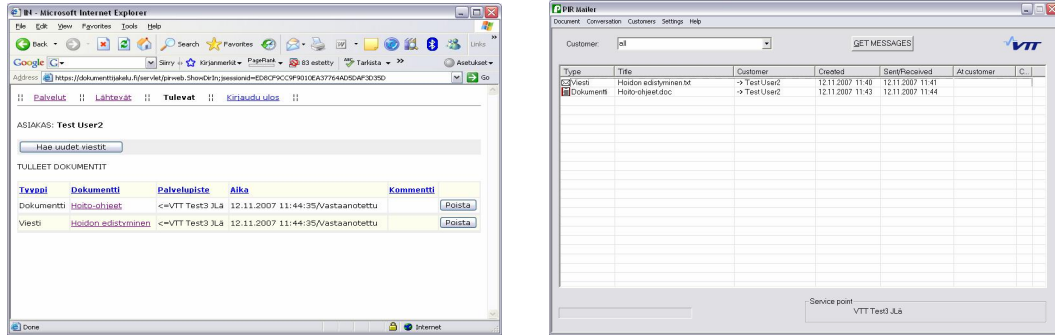 IN - Microsoft Internet Explorer
File Edit View Favorites Tools Help
Back Search Favorites Links
Google G Siirry Kirjanmerkit PageRank 83 estetty Tarkista Asetukset
Address https://dokumenttijakelu.fi/servlet/pirweb.ShowDirIn;jsessionid=ED8CF9CC9F9010EA37764AD5DAF3D35D Go
|| Palvelut || Lähtevät || Tulevat || Kirjaudu ulos ||
ASIAKAS: Test User2
Hae uudet viestit
TULLEET DOKUMENTIT
Tyyppi Dokumentti Palvelupiste Aika Kommentti
Dokumentti Hoito-ohjeet <=VTT Test3 JLä 12.11.2007 11:44:35/Vastaanotettu Poista
Viesti Hoidon edistyminen <=VTT Test3 JLä 12.11.2007 11:44:35/Vastaanotettu Poista
Done Internet
PIR Mailer
Document Conversation Customers Settings Help
Customer: all GET MESSAGES VTT
Type Title Customer Created Sent/Received At customer C...
Viesti Hoidon edistyminen.txt -> Test User2 12.11.2007 11:40 12.11.2007 11:41
Dokumentti Hoito-ohjeet.doc -> Test User2 12.11.2007 11:43 12.11.2007 11:44
Service point
VTT Test3 JLä